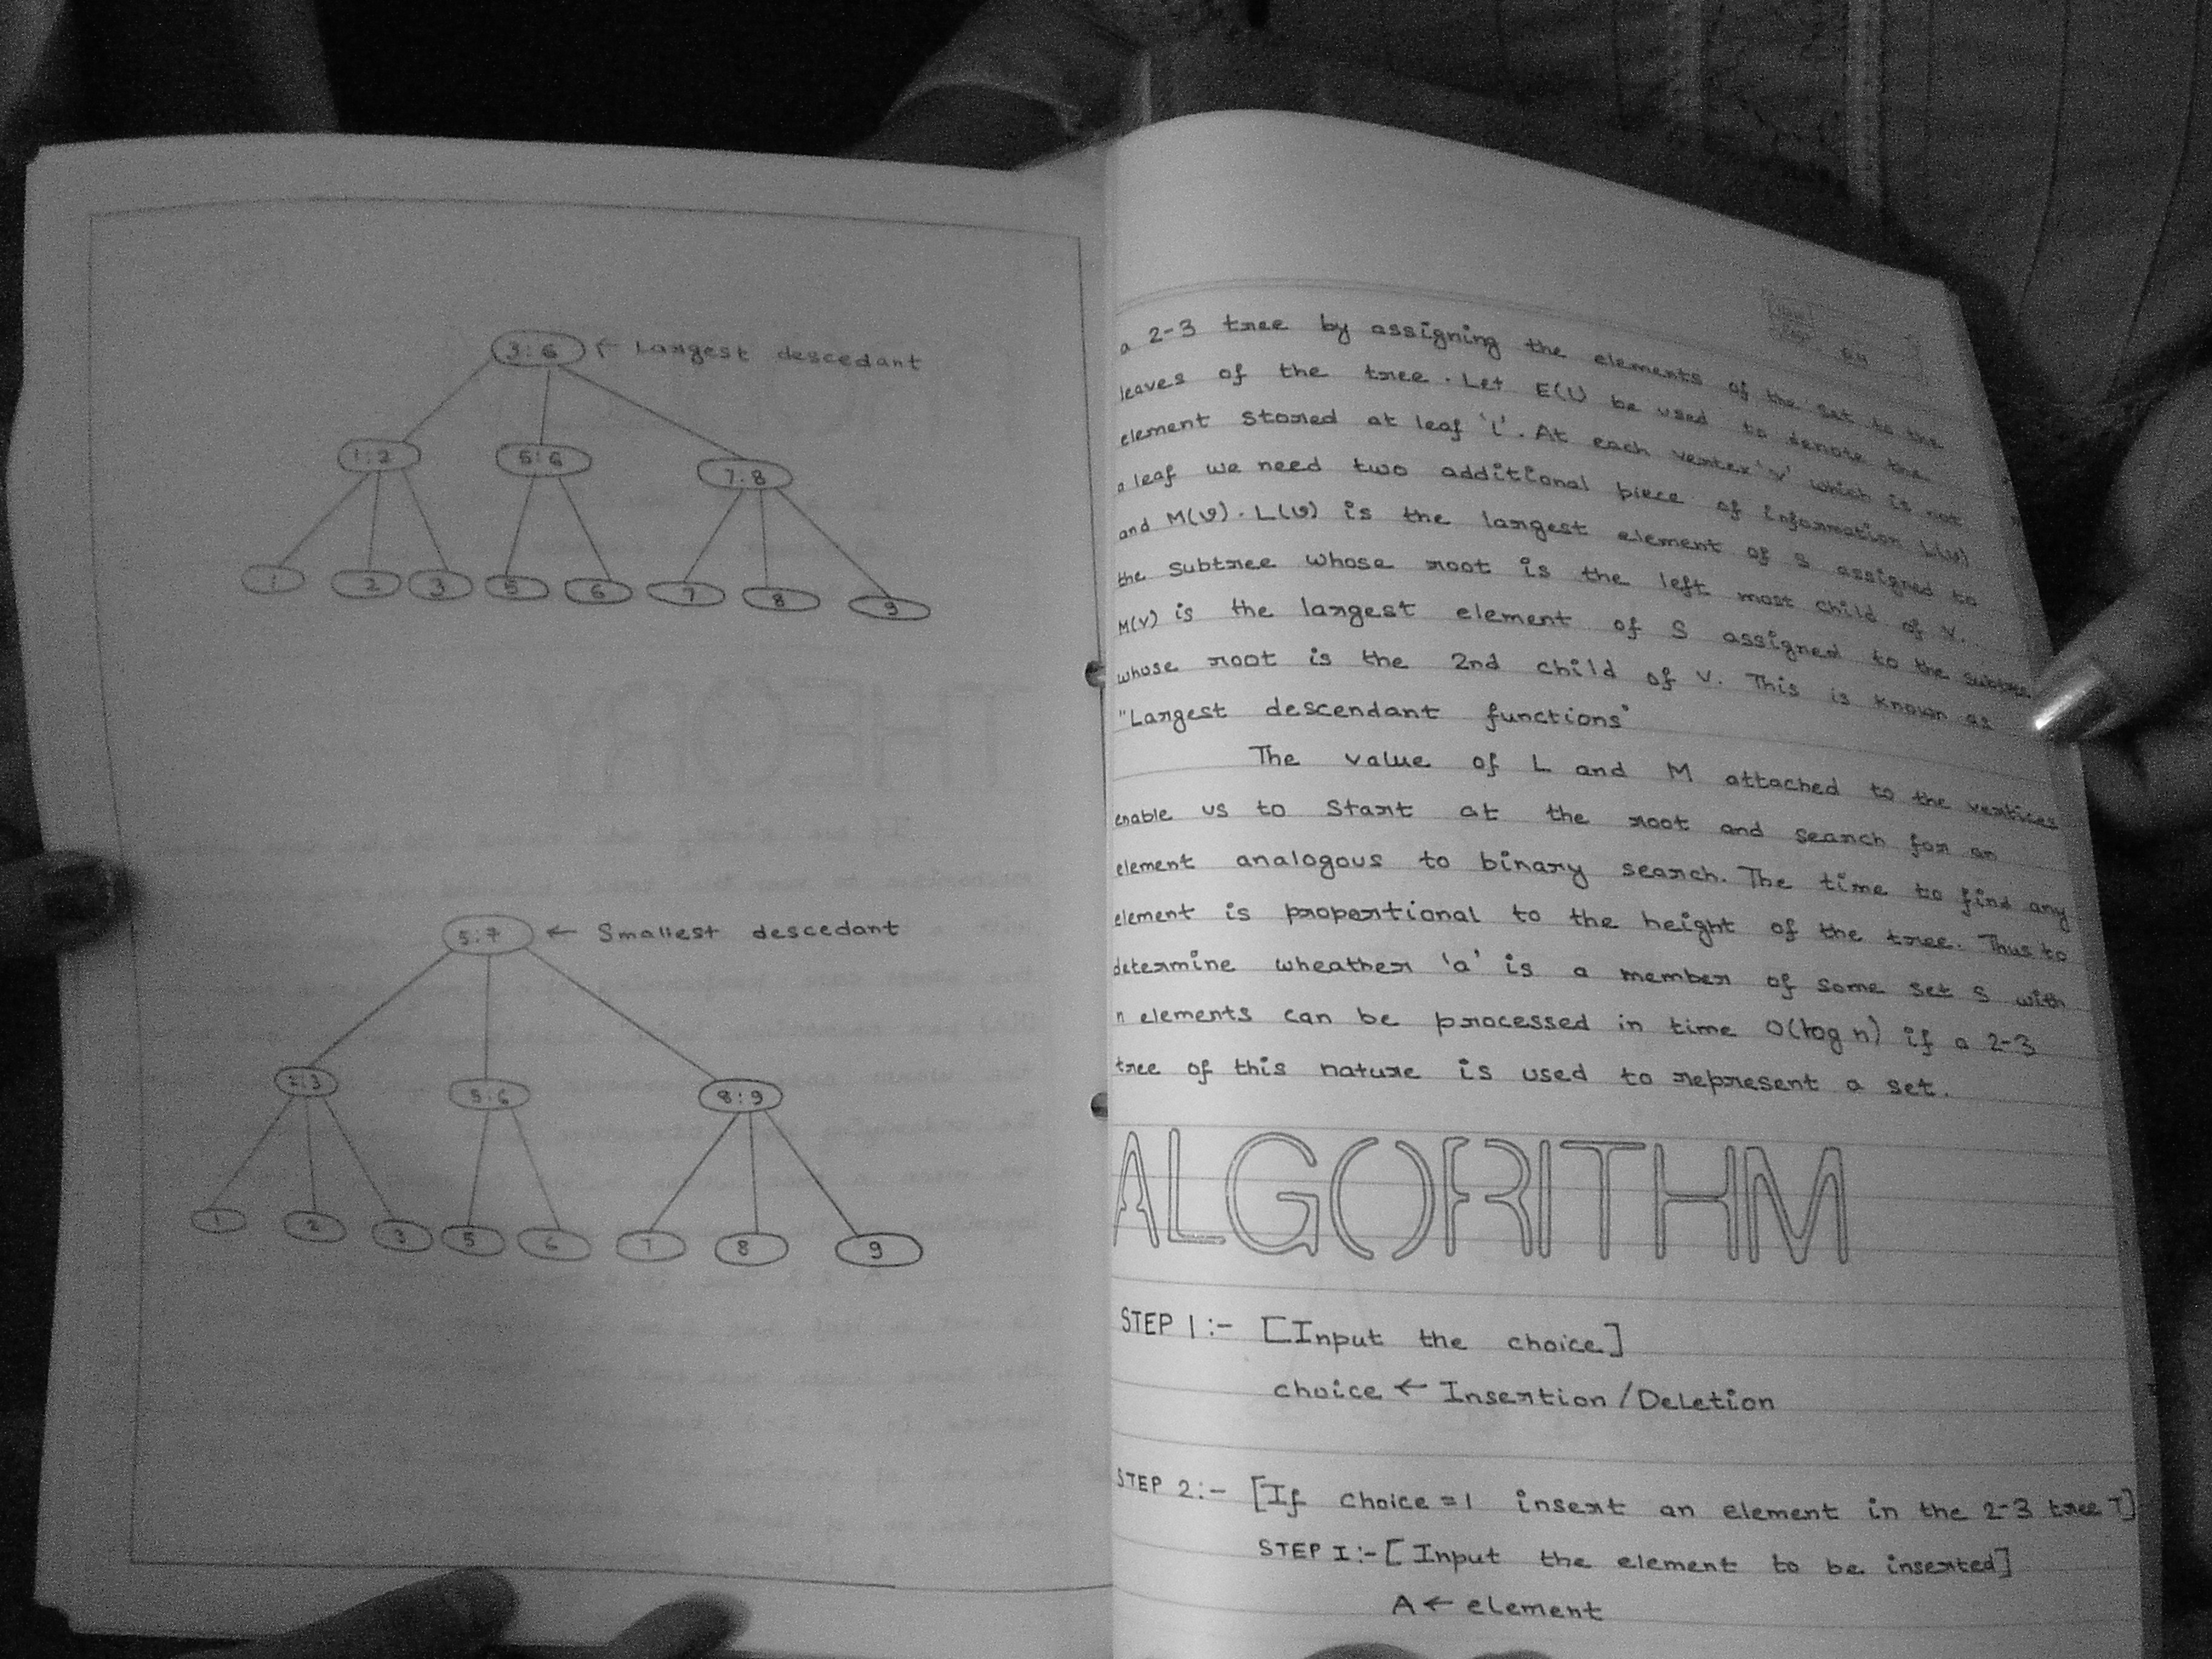 3:6 ← Largest descedant
1:2 5:6 7:8
1 2 3 5 6 7 8 9
5:7 ← Smallest descedant
2:3 5:6 8:9
1 2 3 5 6 7 8 9
64
a 2-3 tree by assigning the elements of the set to the
leaves of the tree. Let E(l) be used to denote the
element stored at leaf 'l'. At each vertex 'v' which is not
a leaf we need two additional piece of information L(v)
and M(v). L(v) is the largest element of S assigned to
the subtree whose root is the left most child of v.
M(v) is the largest element of S assigned to the
whose root is the 2nd child of v. This is known as
"Largest descendant functions"
The value of L and M attached to the vertices
enable us to start at the root and search for an
element analogous to binary search. The time to find any
element is proportional to the height of the tree. Thus to
determine wheather 'a' is a member of some set S with
n elements can be processed in time O(log n) if a 2-3
tree of this nature is used to represent a set.
ALGORITHM
STEP 1:- [Input the choice]
choice ← Insertion/Deletion
STEP 2:- [If choice = 1 insert an element in the 2-3 tree T]
STEP I:- [Input the element to be inserted]
A ← element